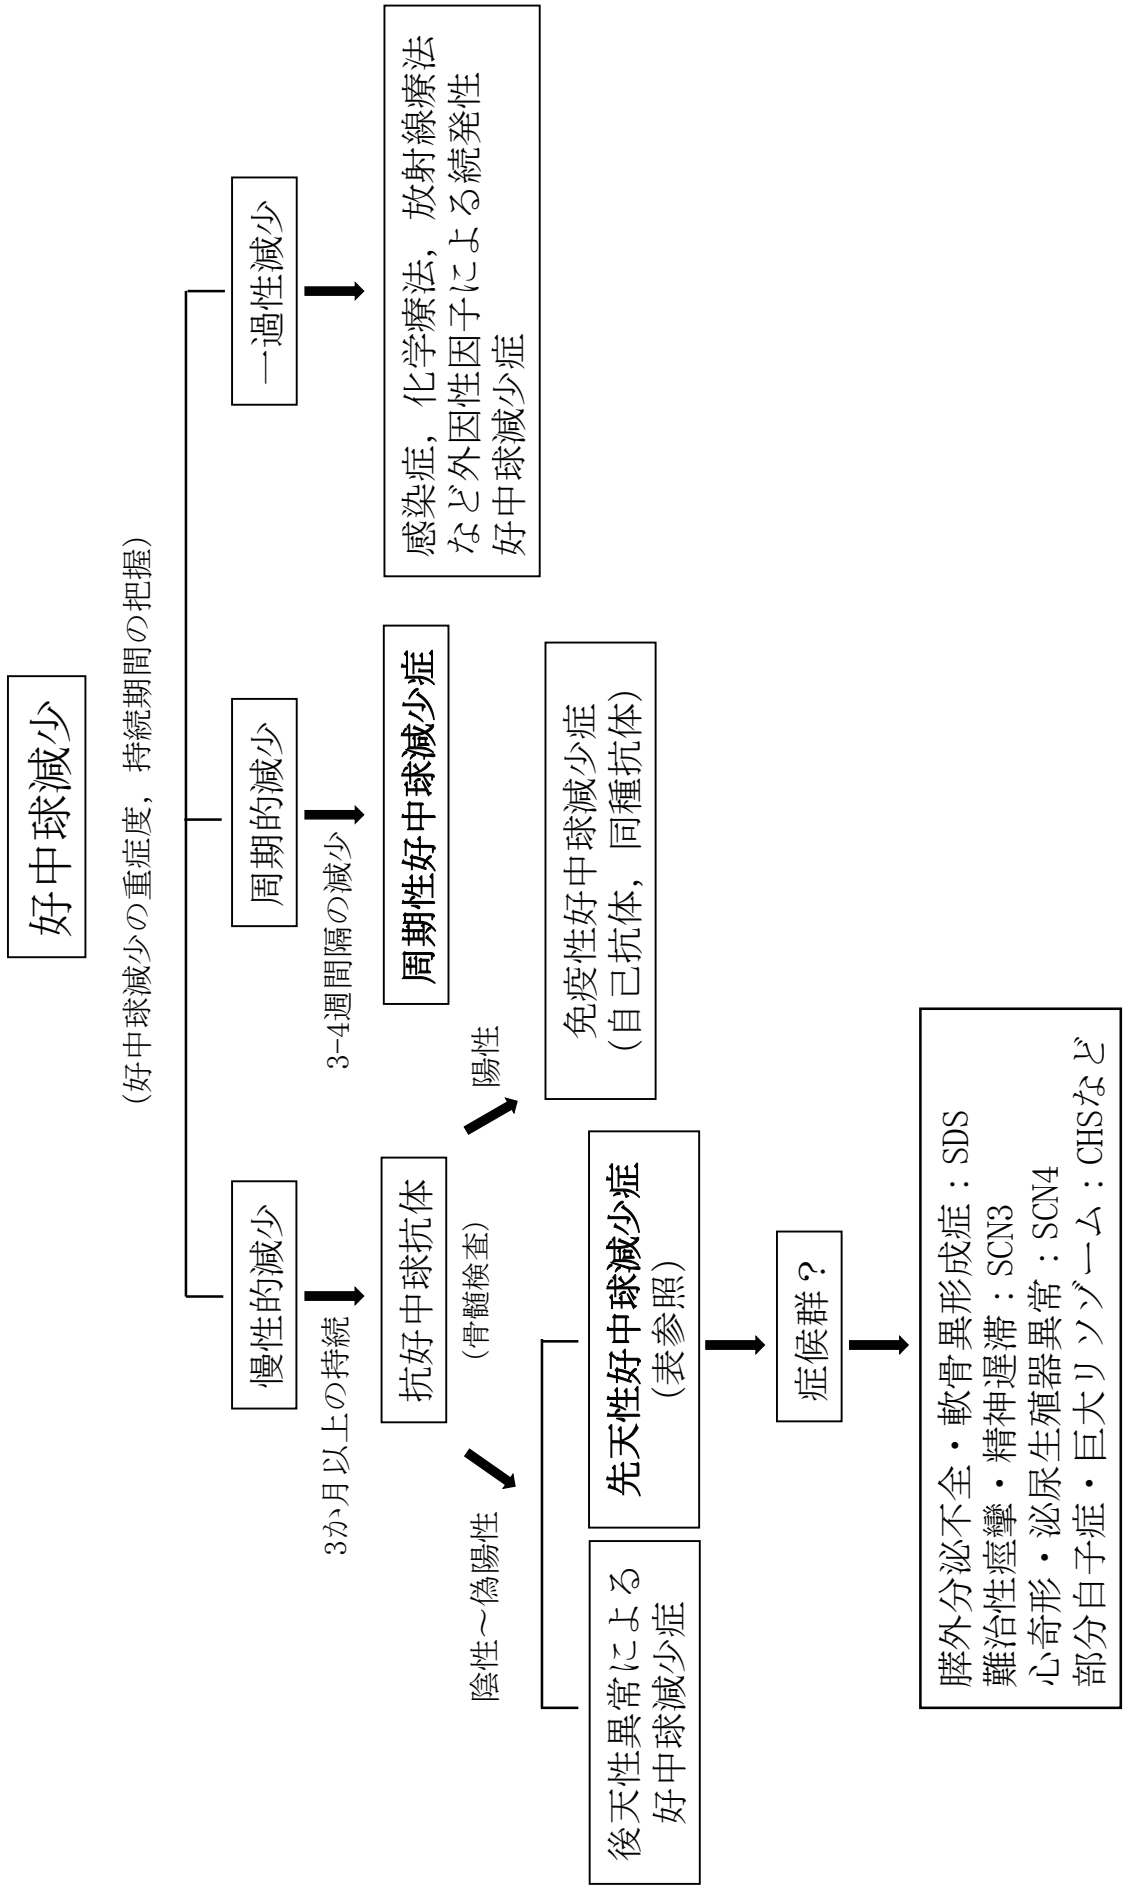 好中球減少
(好中球減少の重症度，持続期間の把握)
慢性的減少
周期的減少
一過性減少
3か月以上の持続
3-4週間隔の減少
抗好中球抗体
周期性好中球減少症
感染症，化学療法，放射線療法
など外因性因子による続発性
好中球減少症
陰性～偽陽性
(骨髄検査)
陽性
免疫性好中球減少症
(自己抗体，同種抗体)
後天性異常による
好中球減少症
先天性好中球減少症
(表参照)
症候群？
膵外分泌不全・軟骨異形成症：SDS
難治性痙攣・精神遅滞：SCN3
心奇形・泌尿生殖器異常：SCN4
部分白子症・巨大リソゾーム：CHSなど